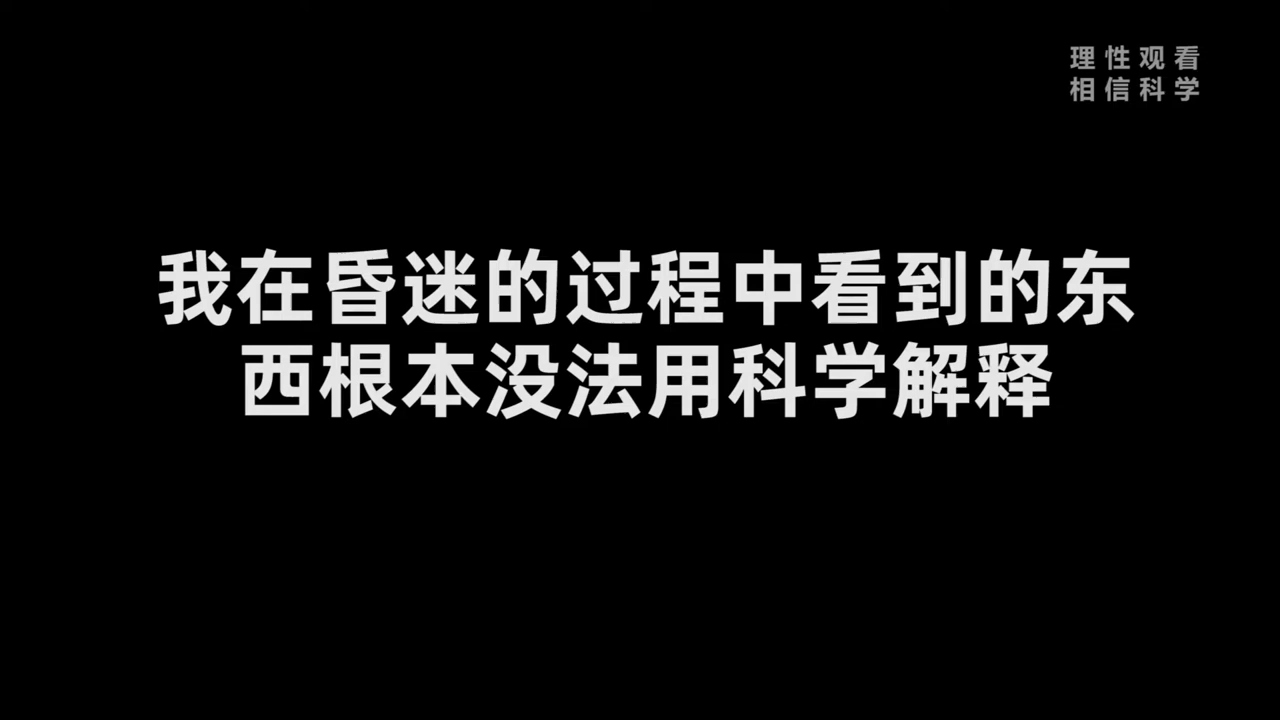 理性观看
相信科学
我在昏迷的过程中看到的东
西根本没法用科学解释